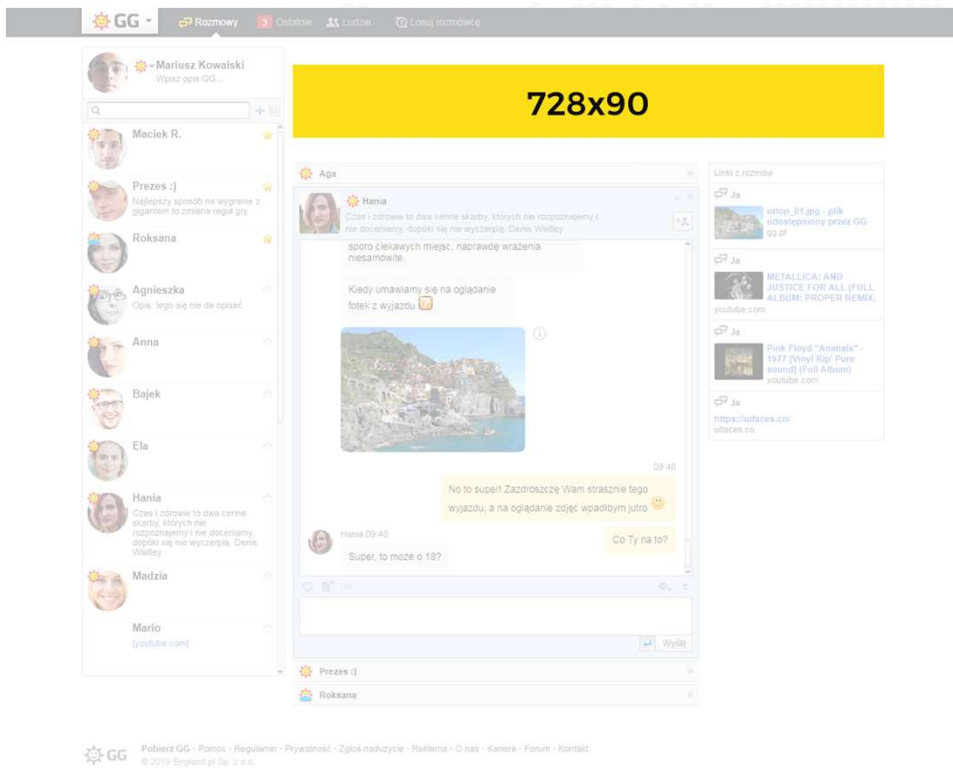 GG
Rozmowy
3 Ostatnie
Ludzie
Losuj rozmówcę
Mariusz Kowalski
Wpisz opis GG...
Maciek R.
Prezes :)
Najlepszy sposób na wygranie z
gigantem to zmiana reguł gry.
Roksana
Agnieszka
Opis. tego się nie da opisać.
Anna
Bajek
Ela
Hania
Czas i zdrowie to dwa cenne
skarby, których nie
rozpoznajemy i nie doceniamy,
dopóki się nie wyczerpią. Denis
Waitley
Madzia
Mario
[youtube.com]
728x90
Aga
Hania
Czas i zdrowie to dwa cenne skarby, których nie rozpoznajemy i
nie doceniamy, dopóki się nie wyczerpią. Denis Waitley
sporo ciekawych miejsc, naprawdę wrażenia
niesamowite.
Kiedy umawiamy się na oglądanie
fotek z wyjazdu
09:40
No to super! Zazdroszczę Wam strasznie tego
wyjazdu, a na oglądanie zdjęć wpadłbym jutro
Co Ty na to?
Hania 09:40
Super, to może o 18?
Wyślij
Prezes :)
Roksana
Linki z rozmów
Ja
urlop_01.jpg - plik
udostępniony przez GG
gg.pl
Ja
METALLICA: AND
JUSTICE FOR ALL (FULL
ALBUM: PROPER REMIX,
youtube.com
Ja
Pink Floyd "Animals" -
1977 [Vinyl Rip' Pure
sound] (Full Album)
youtube.com
Ja
https://uifaces.co/
uifaces.co
GG
Pobierz GG - Pomoc - Regulamin - Prywatność - Zgłoś nadużycie - Reklama - O nas - Kariera - Forum - Kontakt
© 2019 England.pl Sp. z o.o.